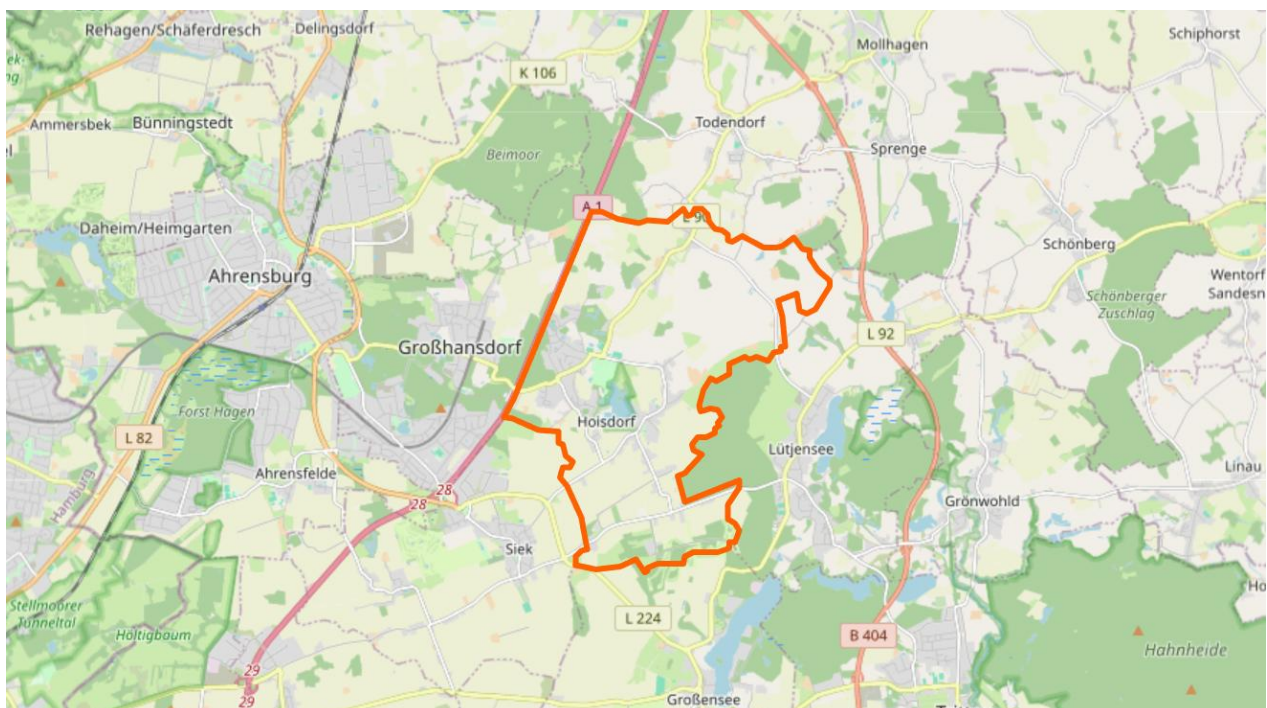 Rehagen/Schäferdresch
Delingsdorf
Mollhagen
Schiphorst
K 106
Ammersbek
Bünningstedt
Todendorf
Beimoor
Sprenge
A 1
Daheim/Heimgarten
Schönberg
Ahrensburg
Wentorf
Schönberger
Zuschlag
L 92
Großhansdorf
Forst Hagen
Hoisdorf
L 82
Lütjensee
Ahrensfelde
Linau
Hamburg
28
28
Grönwohld
Siek
Stellmoorer
Tunneltal
Höltigbaum
L 224
B 404
Hahnheide
29
29
Großensee